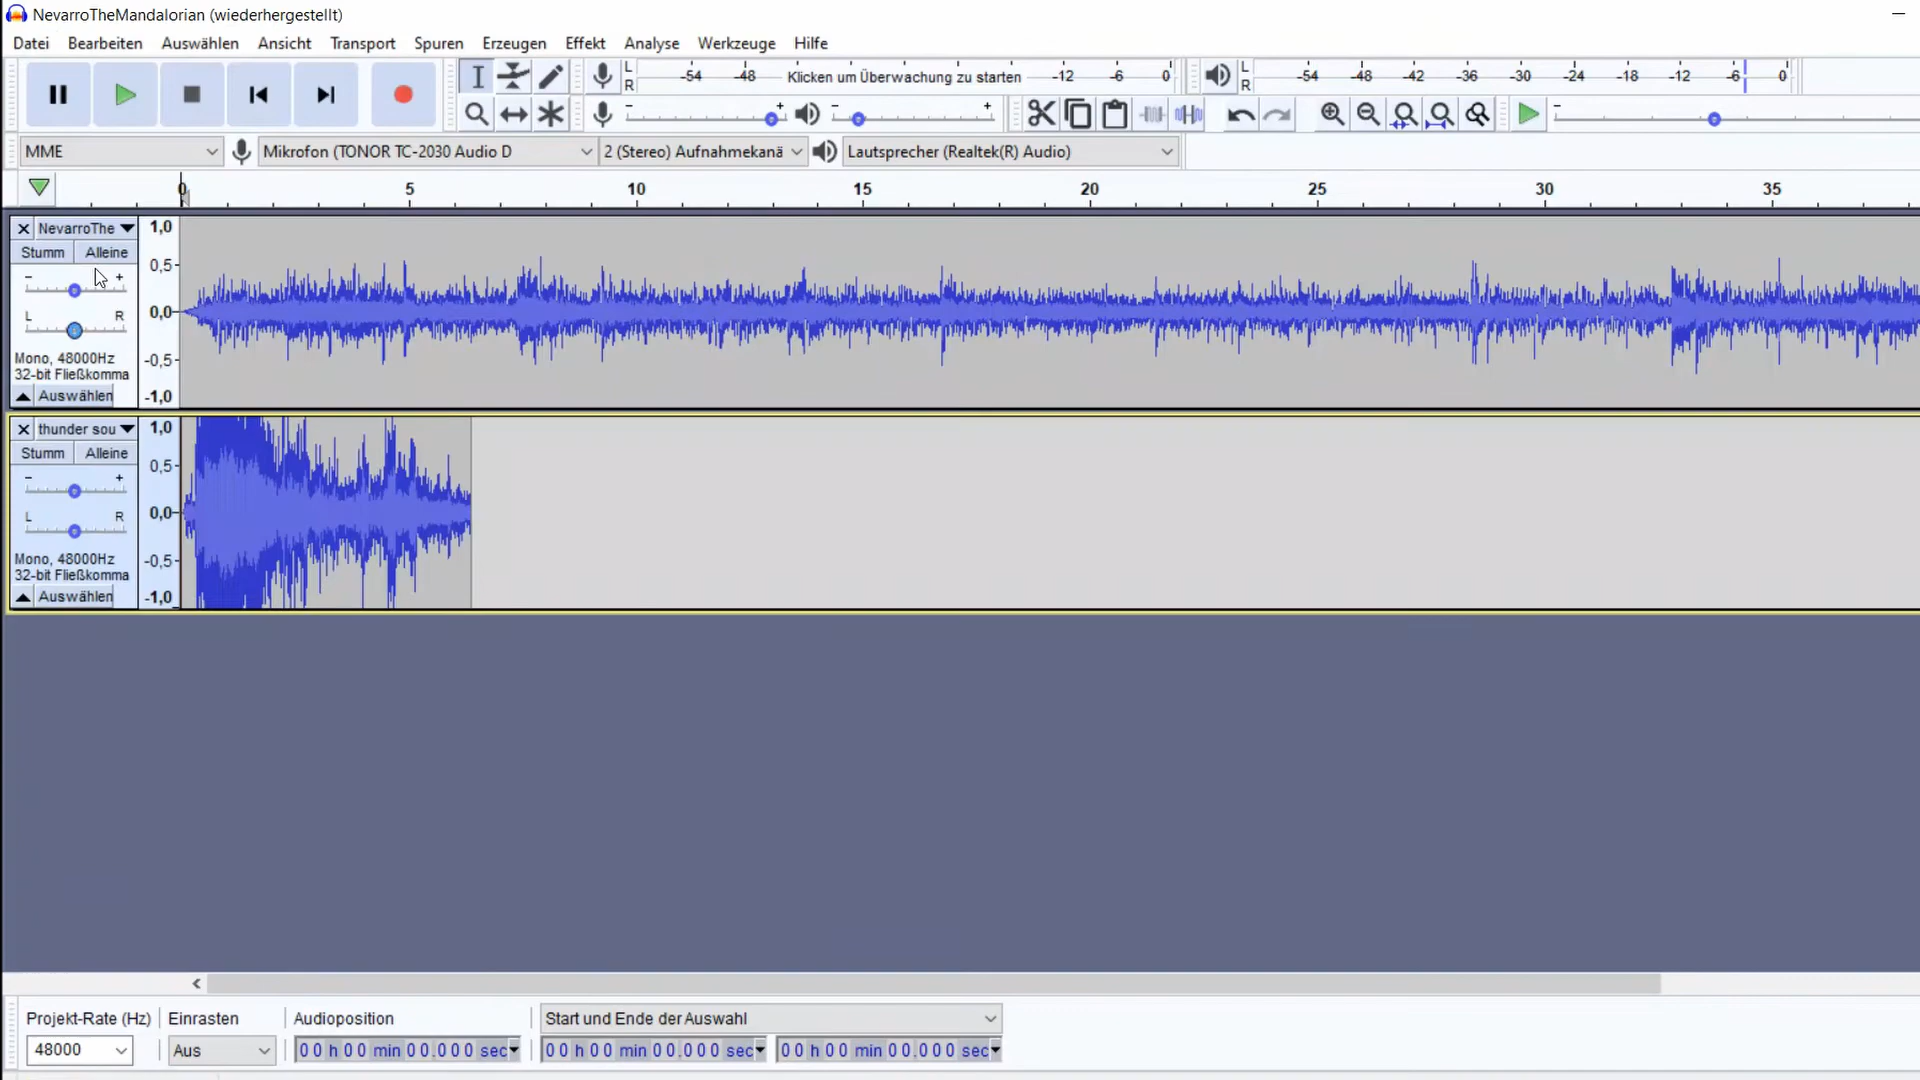 NevarroTheMandalorian (wiederhergestellt)
Datei Bearbeiten Auswählen Ansicht Transport Spuren Erzeugen Effekt Analyse Werkzeuge Hilfe
L R -54 -48 Klicken um Überwachung zu starten -12 -6 0 L R -54 -48 -42 -36 -30 -24 -18 -12 -6 0
- + - + -
MME Mikrofon (TONOR TC-2030 Audio D 2 (Stereo) Aufnahmekanä Lautsprecher (Realtek(R) Audio)
0 5 10 15 20 25 30 35
NevarroThe 1,0
Stumm Alleine
- + 0,5
L R 0,0
Mono, 48000Hz -0,5
32-bit Fließkomma
Auswählen -1,0
thunder sou 1,0
Stumm Alleine
- + 0,5
L R 0,0
Mono, 48000Hz -0,5
32-bit Fließkomma
Auswählen -1,0
Projekt-Rate (Hz) Einrasten Audioposition Start und Ende der Auswahl
48000 Aus 00 h 00 min 00.000 sec 00 h 00 min 00.000 sec 00 h 00 min 00.000 sec